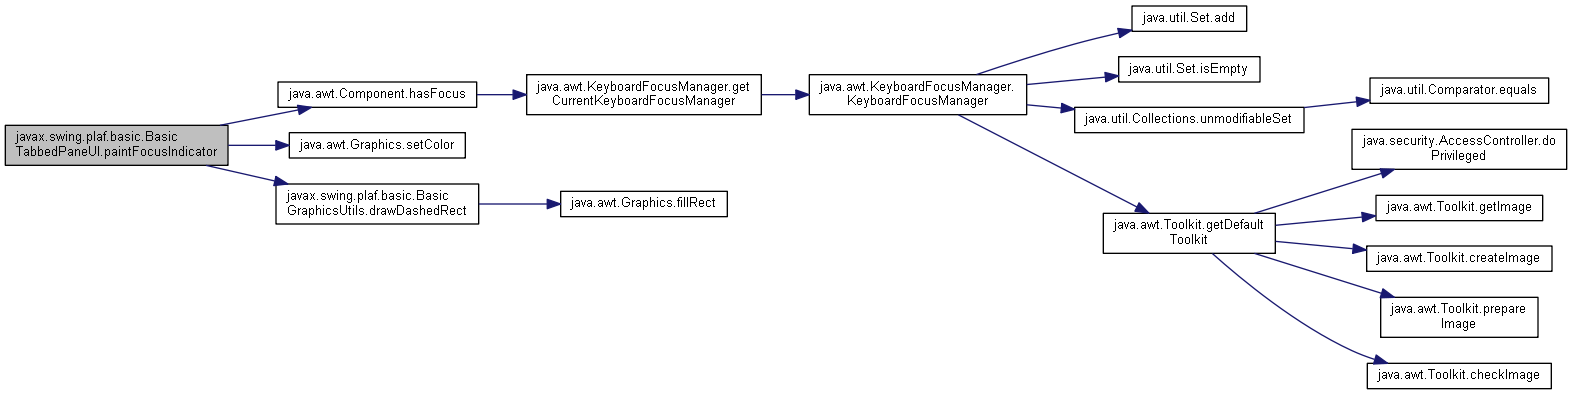 javax.swing.plaf.basic.Basic
TabbedPaneUI.paintFocusIndicator
java.awt.Component.hasFocus
java.awt.Graphics.setColor
javax.swing.plaf.basic.Basic
GraphicsUtils.drawDashedRect
java.awt.KeyboardFocusManager.get
CurrentKeyboardFocusManager
java.awt.Graphics.fillRect
java.awt.KeyboardFocusManager.
KeyboardFocusManager
java.util.Set.add
java.util.Set.isEmpty
java.util.Collections.unmodifiableSet
java.awt.Toolkit.getDefault
Toolkit
java.util.Comparator.equals
java.security.AccessController.do
Privileged
java.awt.Toolkit.getImage
java.awt.Toolkit.createImage
java.awt.Toolkit.prepare
Image
java.awt.Toolkit.checkImage